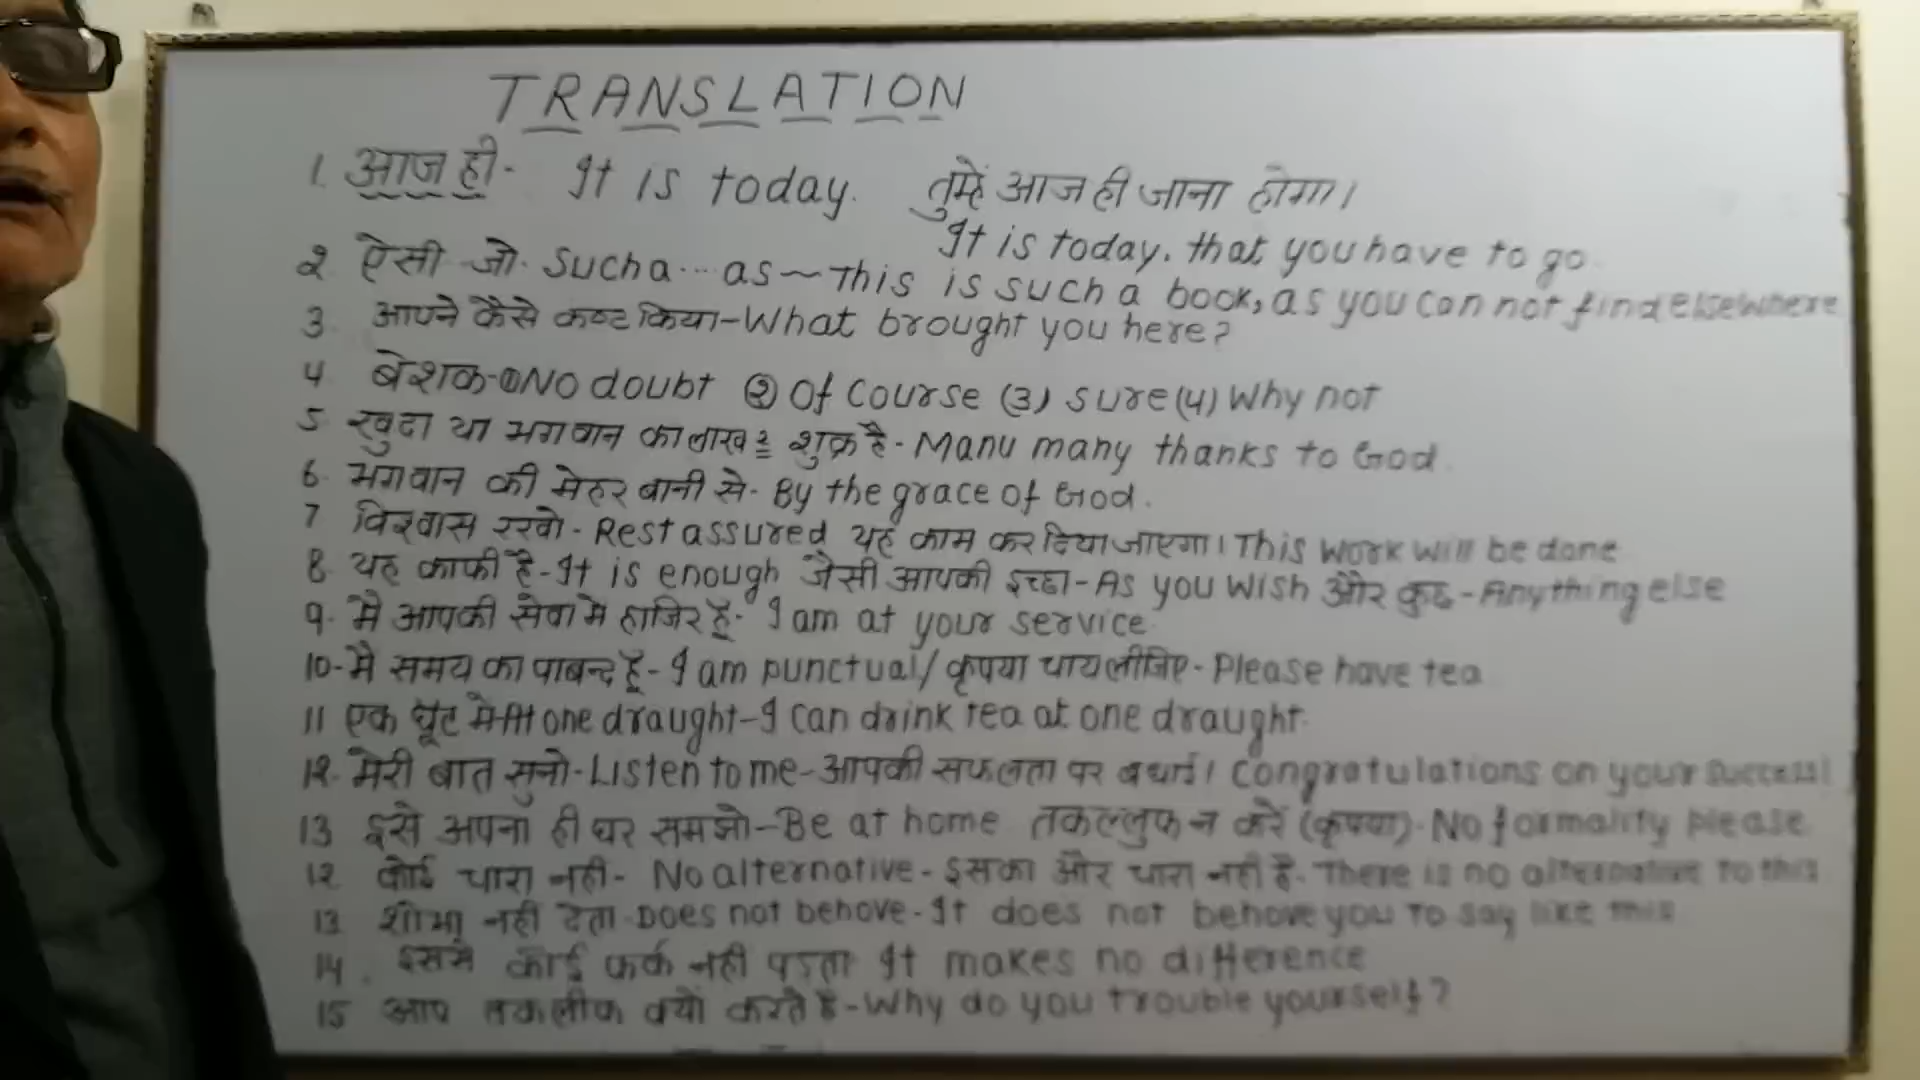 TRANSLATION
1. आज ही - It is today. तुम्हें आज ही जाना होगा।
It is today, that you have to go.
2 ऐसी जो - Such a .... as ~ This is such a book, as you can not find elsewhere
3 आपने कैसे कष्ट किया - What brought you here?
4 बेशक - ① No doubt ② Of course (3) sure (4) Why not
5 खुदा या भगवान का लाख २ शुक्र है - Manu many thanks to God.
6. भगवान की मेहरबानी से - By the grace of God.
7 विश्वास रखो - Rest assured यह काम कर दिया जाएगा। This work will be done
8 यह काफी है - It is enough जैसी आपकी इच्छा - As you wish और कुछ - Anything else
9. मै आपकी सेवा मे हाजिर हूँ - I am at your service
10 - मै समय का पाबन्द हूँ - I am punctual / कृपया चाय लीजिए - Please have tea
11 एक घूंट मे - At one draught - I can drink tea at one draught.
12. मेरी बात सुनो - Listen to me - आपकी सफलता पर बधाई। Congratulations on your success!
13 इसे अपना ही घर समझो - Be at home तकल्लुफ न करें (कृपया) - No formality please
12 कोई चारा नही - No alternative - इसका और चारा नही है - There is no alternative to this
13 शोभा नही देता - Does not behove - It does not behove you to say like this
14. इससे कोई फर्क नही पड़ता It makes no difference
15 आप तकलीफ क्यों करते है - Why do you trouble yourself?